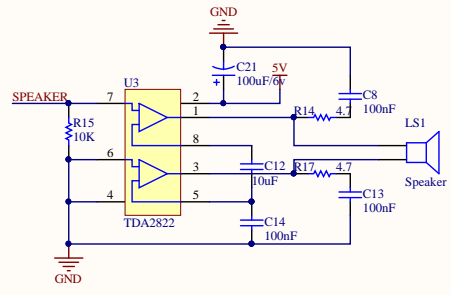 GND
C21
100uF/6v
5V
C8
100nF
U3
SPEAKER
7
2
1
R14
4.7
LS1
R15
10K
8
6
3
C12
10uF
R17
4.7
Speaker
4
5
C13
100nF
TDA2822
C14
100nF
GND